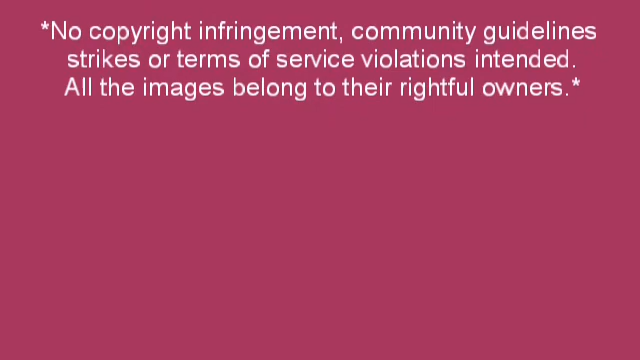 *No copyright infringement, community guidelines
strikes or terms of service violations intended.
All the images belong to their rightful owners.*